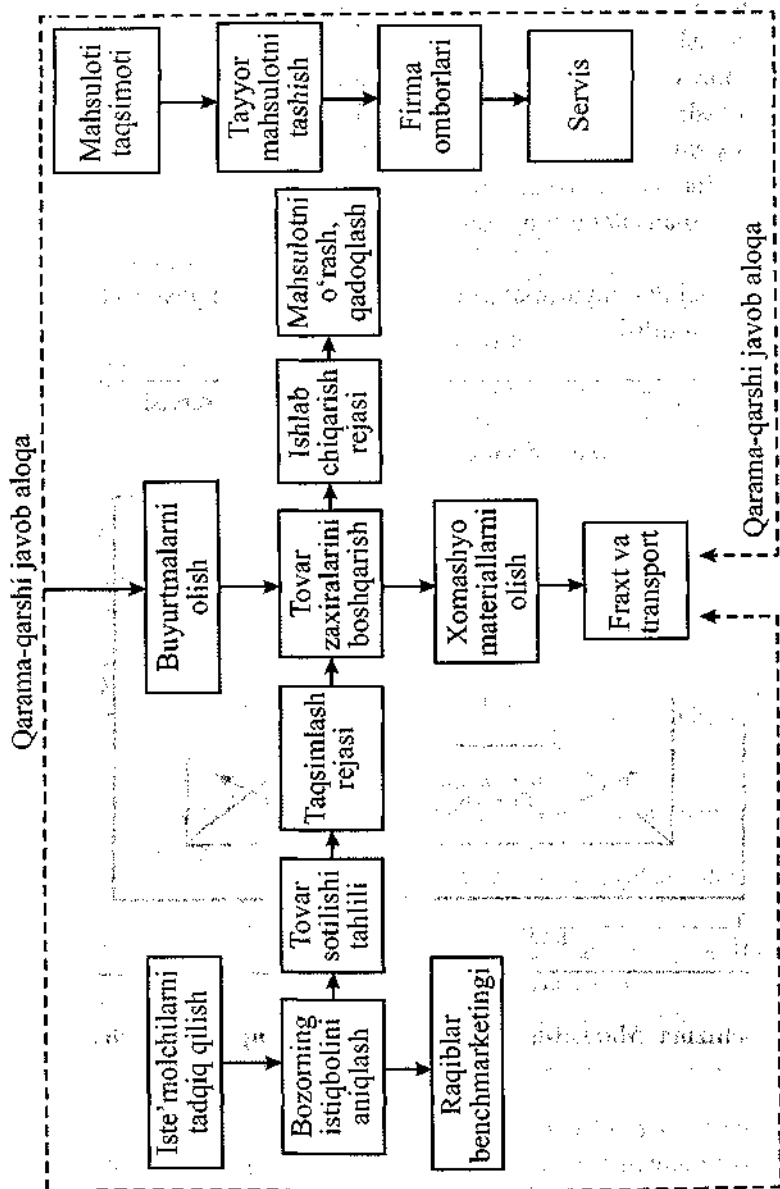 Qarama-qarshi javob aloqa
Iste'molchilarni
tadqiq qilish
Bozorning
istiqbolini
aniqlash
Raqiblar
benchmarketingi
Tovar
sotilishi
tahlili
Taqsimlash
rejasi
Buyurtmalarni
olish
Tovar
zaxiralarini
boshqarish
Xomashyo
materiallarni
olish
Fraxt va
transport
Ishlab
chiqarish
rejasi
Mahsulotni
o‘rash,
qadoqlash
Mahsuloti
taqsimoti
Tayyor
mahsulotni
tashish
Firma
omborlari
Servis
Qarama-qarshi javob aloqa